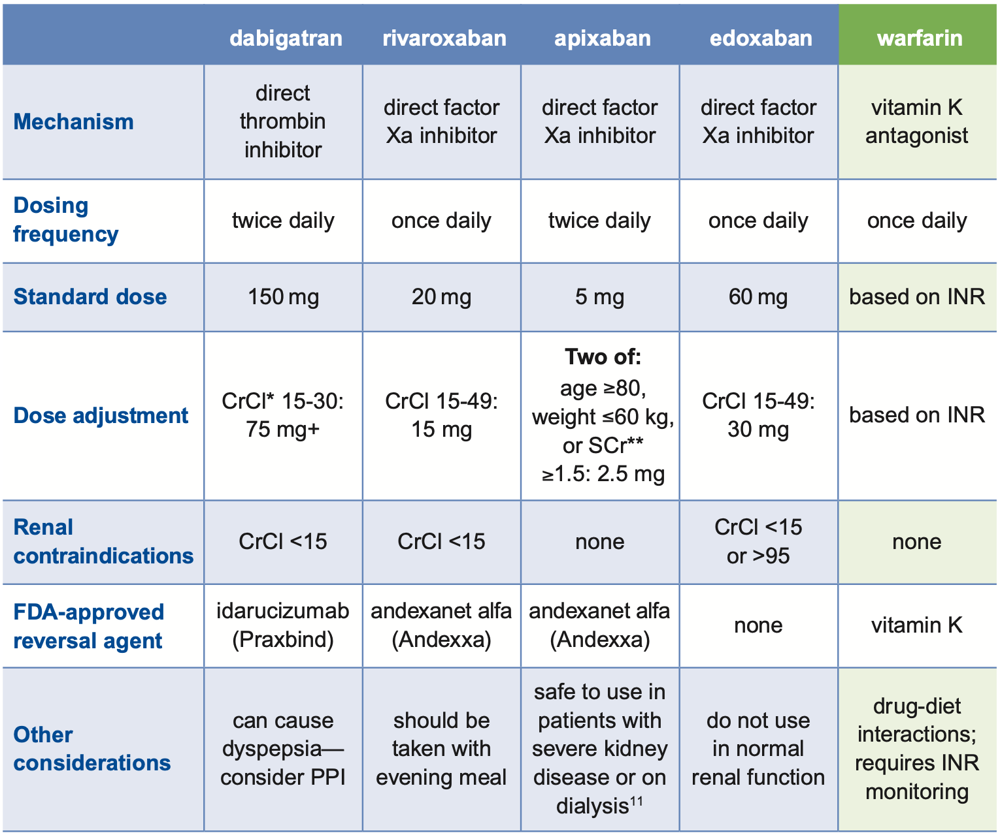 dabigatran rivaroxaban apixaban edoxaban warfarin
Mechanism
direct
thrombin
inhibitor
direct factor
Xa inhibitor
direct factor
Xa inhibitor
direct factor
Xa inhibitor
vitamin K
antagonist
Dosing
frequency
twice daily
once daily
twice daily
once daily
once daily
Standard dose
150 mg
20 mg
5 mg
60 mg
based on INR
Dose adjustment
CrCl* 15-30:
75 mg+
CrCl 15-49:
15 mg
Two of:
age ≥80,
weight ≤60 kg,
or SCr**
≥1.5: 2.5 mg
CrCl 15-49:
30 mg
based on INR
Renal
contraindications
CrCl <15
CrCl <15
none
CrCl <15
or >95
none
FDA-approved
reversal agent
idarucizumab
(Praxbind)
andexanet alfa
(Andexxa)
andexanet alfa
(Andexxa)
none
vitamin K
Other
considerations
can cause
dyspepsia—
consider PPI
should be
taken with
evening meal
safe to use in
patients with
severe kidney
disease or on
dialysis¹¹
do not use
in normal
renal function
drug-diet
interactions;
requires INR
monitoring